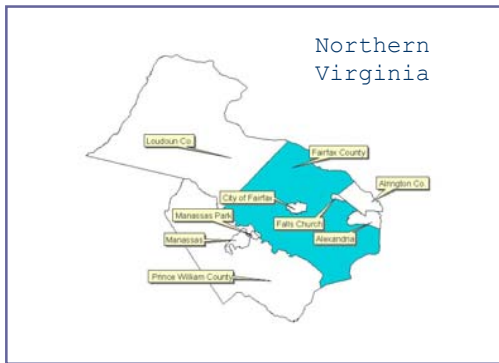 Northern
Virginia
Loudoun Co.
Fairfax County
Alrington Co.
City of Fairfax
Manassas Park
Falls Church
Manassas
Alexandria
Prince William County